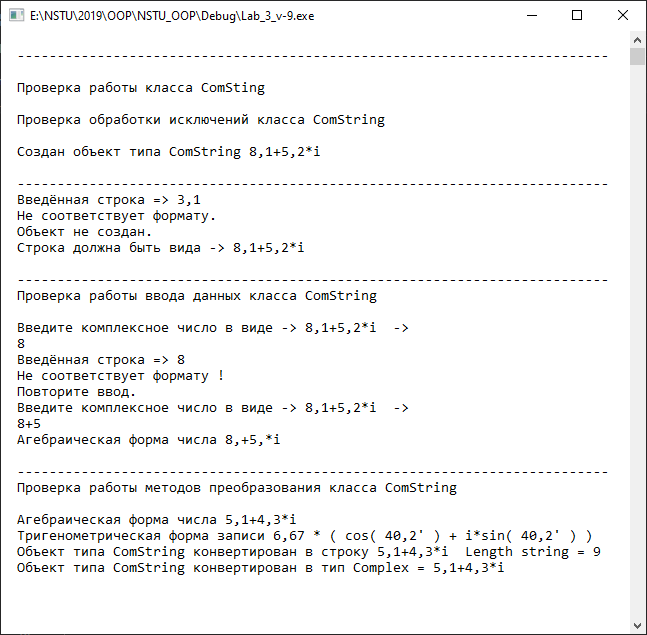 E:\NSTU\2019\OOP\NSTU_OOP\Debug\Lab_3_v-9.exe
--------------------------------------------------------------------------
Проверка работы класса ComSting
Проверка обработки исключений класса ComString
Создан объект типа ComString 8,1+5,2*i
--------------------------------------------------------------------------
Введённая строка => 3,1
Не соответствует формату.
Объект не создан.
Строка должна быть вида -> 8,1+5,2*i
--------------------------------------------------------------------------
Проверка работы ввода данных класса ComString
Введите комплексное число в виде -> 8,1+5,2*i  ->
8
Введённая строка => 8
Не соответствует формату !
Повторите ввод.
Введите комплексное число в виде -> 8,1+5,2*i  ->
8+5
Агебраическая форма числа 8,+5,*i
--------------------------------------------------------------------------
Проверка работы методов преобразования класса ComString
Агебраическая форма числа 5,1+4,3*i
Тригенометрическая форма записи 6,67 * ( cos( 40,2' ) + i*sin( 40,2' ) )
Объект типа ComString конвертирован в строку 5,1+4,3*i  Length string = 9
Объект типа ComString конвертирован в тип Complex = 5,1+4,3*i